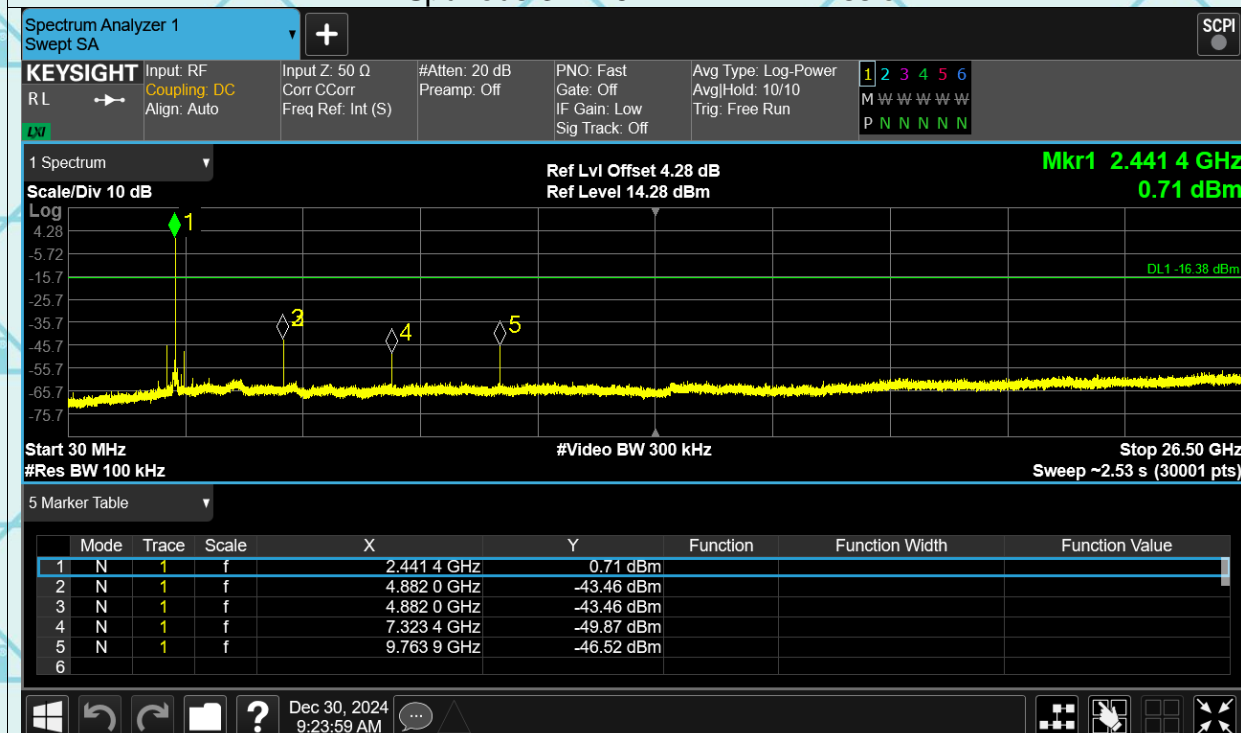 Spectrum Analyzer 1
Swept SA
+
SCPI
KEYSIGHT
RL
LXI
Input: RF
Coupling: DC
Align: Auto
Input Z: 50 Ω
Corr CCorr
Freq Ref: Int (S)
#Atten: 20 dB
Preamp: Off
PNO: Fast
Gate: Off
IF Gain: Low
Sig Track: Off
Avg Type: Log-Power
Avg|Hold: 10/10
Trig: Free Run
1 2 3 4 5 6
M W W W W W
P N N N N N
1 Spectrum
Scale/Div 10 dB
Ref Lvl Offset 4.28 dB
Ref Level 14.28 dBm
Mkr1 2.441 4 GHz
0.71 dBm
Log
4.28
-5.72
-15.7
-25.7
-35.7
-45.7
-55.7
-65.7
-75.7
1
3
4
5
DL1 -16.38 dBm
Start 30 MHz
#Res BW 100 kHz
#Video BW 300 kHz
Stop 26.50 GHz
Sweep ~2.53 s (30001 pts)
5 Marker Table
Mode Trace Scale X Y Function Function Width Function Value
1 N 1 f 2.441 4 GHz 0.71 dBm
2 N 1 f 4.882 0 GHz -43.46 dBm
3 N 1 f 4.882 0 GHz -43.46 dBm
4 N 1 f 7.323 4 GHz -49.87 dBm
5 N 1 f 9.763 9 GHz -46.52 dBm
6
?
Dec 30, 2024
9:23:59 AM